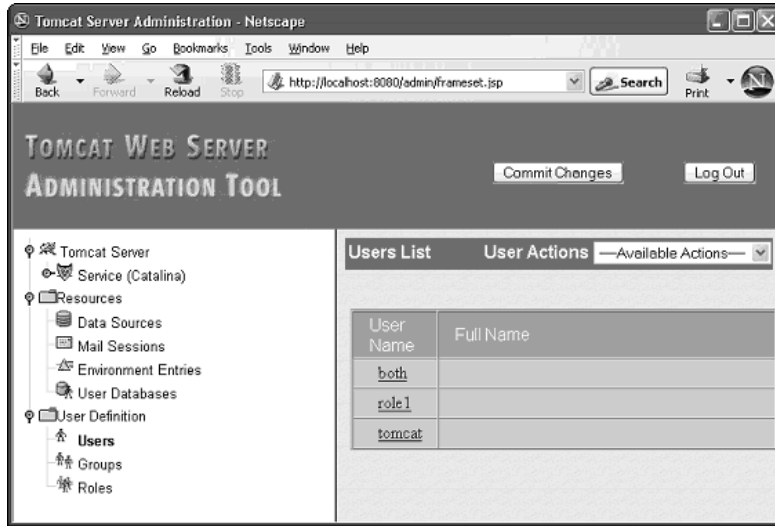 Tomcat Server Administration - Netscape
File Edit View Go Bookmarks Tools Window Help
Back Forward Reload Stop http://localhost:8080/admin/frameset.jsp Search Print
TOMCAT WEB SERVER
ADMINISTRATION TOOL
Commit Changes Log Out
Tomcat Server
Service (Catalina)
Resources
Data Sources
Mail Sessions
Environment Entries
User Databases
User Definition
Users
Groups
Roles
Users List User Actions —Available Actions—
User Name Full Name
both
role1
tomcat